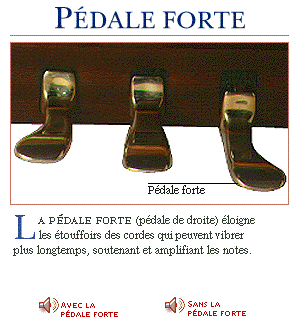 PÉDALE FORTE
Pédale forte
LA PÉDALE FORTE (pédale de droite) éloigne
les étouffoirs des cordes qui peuvent vibrer
plus longtemps, soutenant et amplifiant les notes.
AVEC LA
PÉDALE FORTE
SANS LA
PÉDALE FORTE